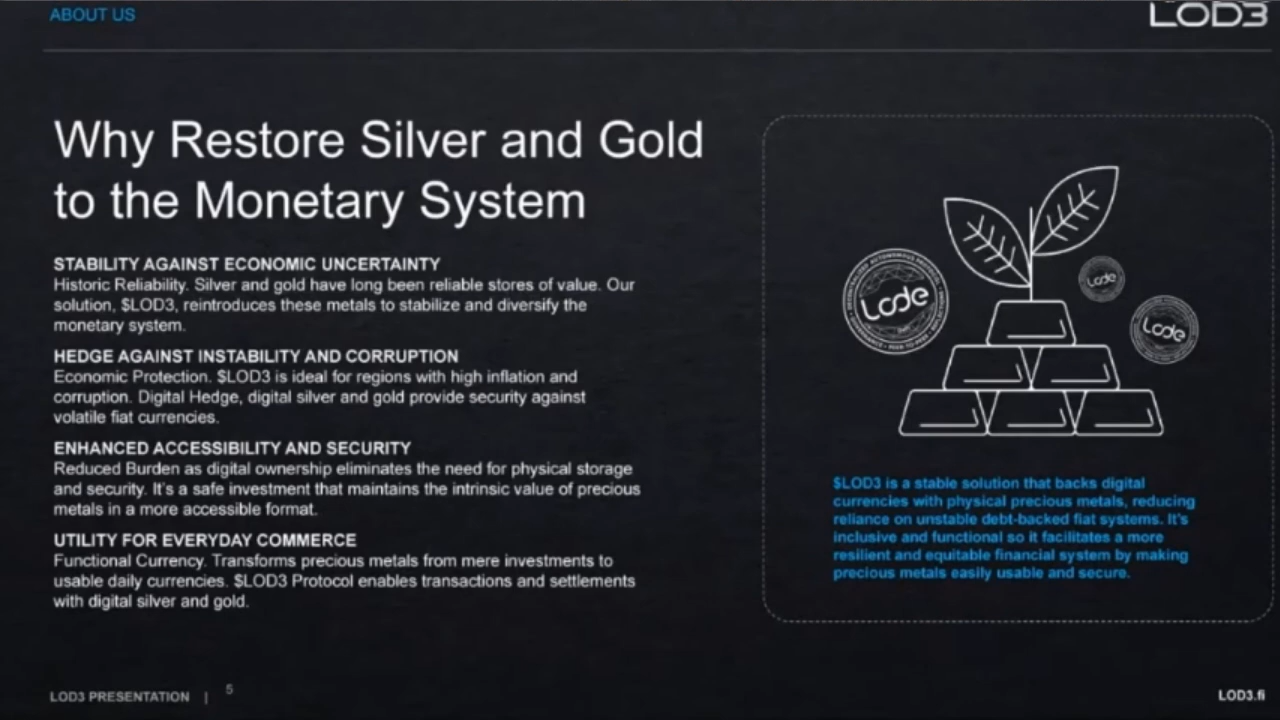 ABOUT US
LOD3
Why Restore Silver and Gold
to the Monetary System
STABILITY AGAINST ECONOMIC UNCERTAINTY
Historic Reliability. Silver and gold have long been reliable stores of value. Our
solution, $LOD3, reintroduces these metals to stabilize and diversify the
monetary system.
HEDGE AGAINST INSTABILITY AND CORRUPTION
Economic Protection. $LOD3 is ideal for regions with high inflation and
corruption. Digital Hedge, digital silver and gold provide security against
volatile fiat currencies.
ENHANCED ACCESSIBILITY AND SECURITY
Reduced Burden as digital ownership eliminates the need for physical storage
and security. It's a safe investment that maintains the intrinsic value of precious
metals in a more accessible format.
UTILITY FOR EVERYDAY COMMERCE
Functional Currency. Transforms precious metals from mere investments to
usable daily currencies. $LOD3 Protocol enables transactions and settlements
with digital silver and gold.
Lode
Lode
Lode
$LOD3 is a stable solution that backs digital
currencies with physical precious metals, reducing
reliance on unstable debt-backed fiat systems. It's
inclusive and functional so it facilitates a more
resilient and equitable financial system by making
precious metals easily usable and secure.
LOD3 PRESENTATION | 5
LOD3.fi